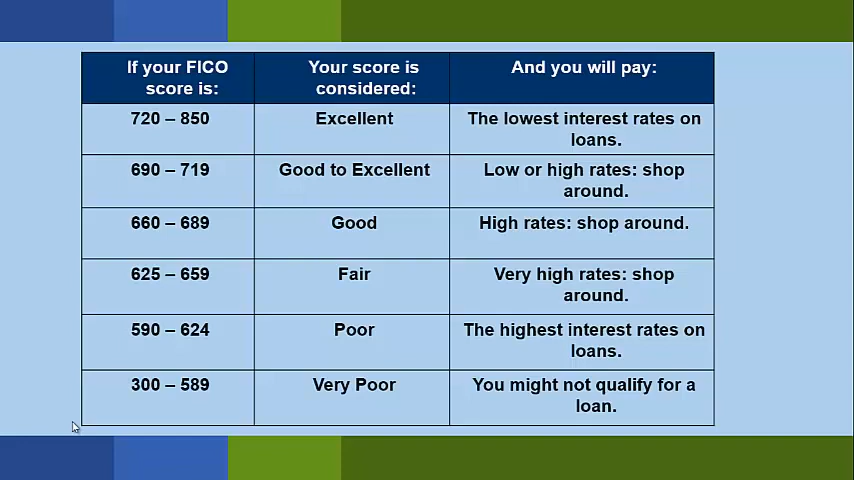 If your FICO score is:
Your score is considered:
And you will pay:
720 – 850
Excellent
The lowest interest rates on loans.
690 – 719
Good to Excellent
Low or high rates: shop around.
660 – 689
Good
High rates: shop around.
625 – 659
Fair
Very high rates: shop around.
590 – 624
Poor
The highest interest rates on loans.
300 – 589
Very Poor
You might not qualify for a loan.